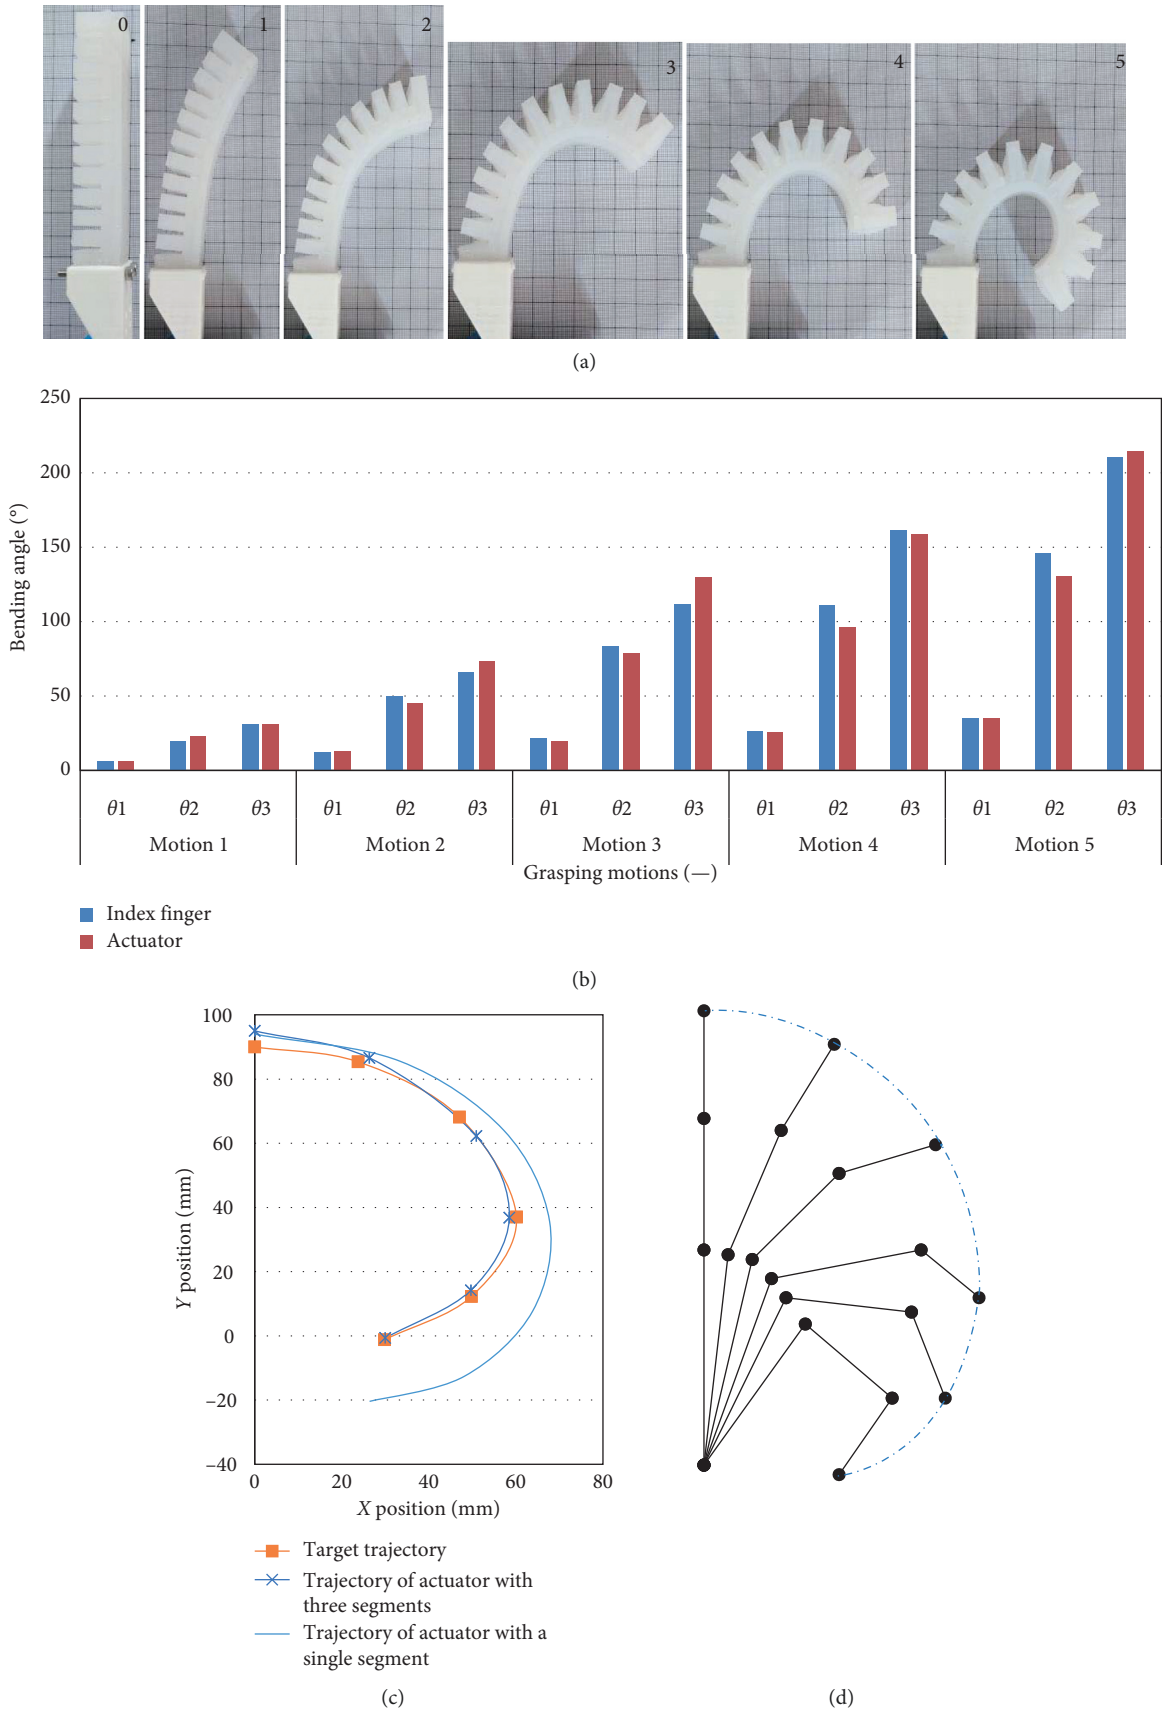 0
1
2
3
4
5
(a)
250
200
150
100
50
0
Bending angle (°)
θ1 θ2 θ3 θ1 θ2 θ3 θ1 θ2 θ3 θ1 θ2 θ3 θ1 θ2 θ3
Motion 1 Motion 2 Motion 3 Motion 4 Motion 5
Grasping motions (—)
Index finger
Actuator
(b)
100
80
60
40
20
0
–20
–40
Y position (mm)
0 20 40 60 80
X position (mm)
Target trajectory
Trajectory of actuator with
three segments
Trajectory of actuator with a
single segment
(c)
(d)